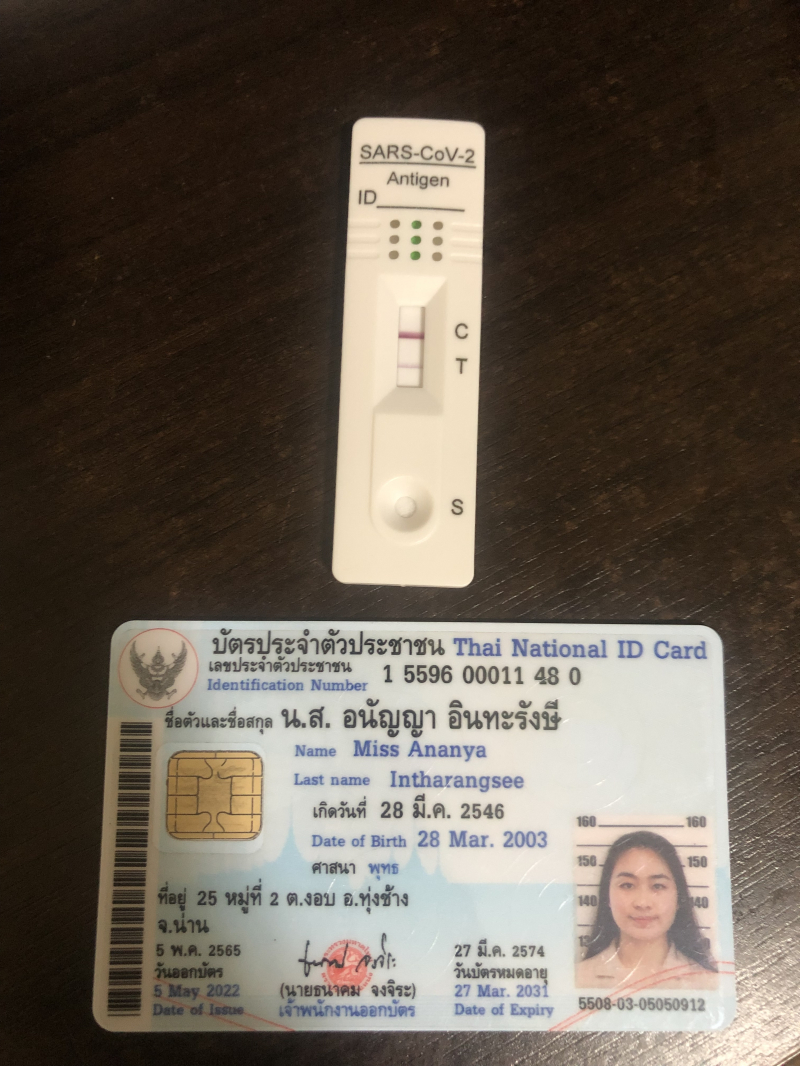 SARS-CoV-2
Antigen
ID
C
T
S
บัตรประจำตัวประชาชน Thai National ID Card
เลขประจำตัวประชาชน 1 5596 00011 48 0
Identification Number
ชื่อตัวและชื่อสกุล น.ส. อนัญญา อินทะรังษี
Name Miss Ananya
Last name Intharangsee
เกิดวันที่ 28 มี.ค. 2546
Date of Birth 28 Mar. 2003
ศาสนา พุทธ
ที่อยู่ 25 หมู่ที่ 2 ต.งอบ อ.ทุ่งช้าง
จ.น่าน
5 พ.ค. 2565
วันออกบัตร
5 May 2022
Date of Issue
(นายธนาคม จงจิระ)
เจ้าพนักงานออกบัตร
27 มี.ค. 2574
วันบัตรหมดอายุ
27 Mar. 2031
Date of Expiry
160 160
150 150
140 140
5508-03-05050912